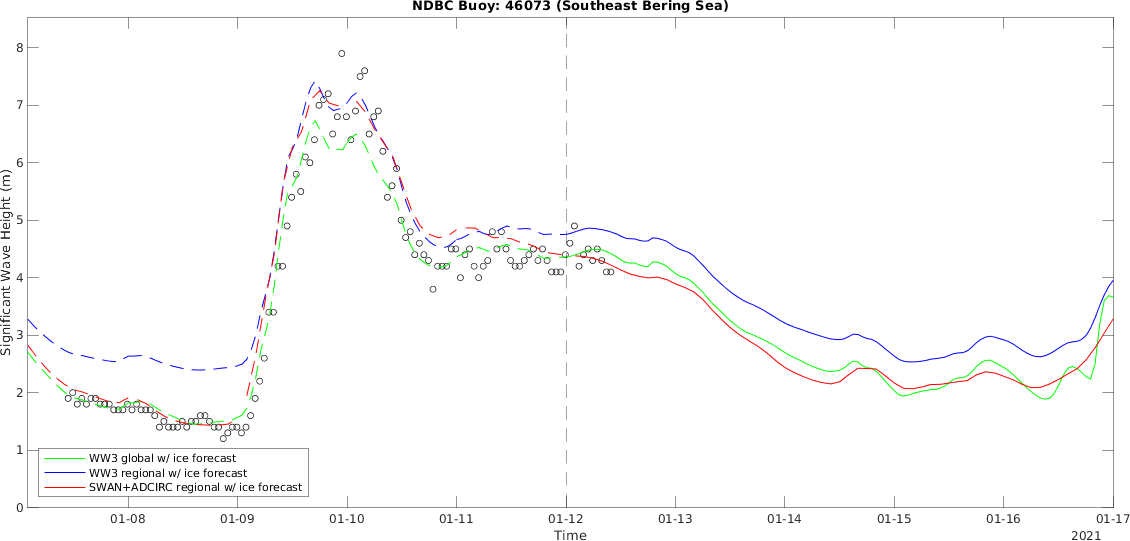 NDBC Buoy: 46073 (Southeast Bering Sea)
Significant Wave Height (m)
8
7
6
5
4
3
2
1
0
WW3 global w/ ice forecast
WW3 regional w/ ice forecast
SWAN+ADCIRC regional w/ ice forecast
01-08 01-09 01-10 01-11 01-12 01-13 01-14 01-15 01-16 01-17
Time
2021